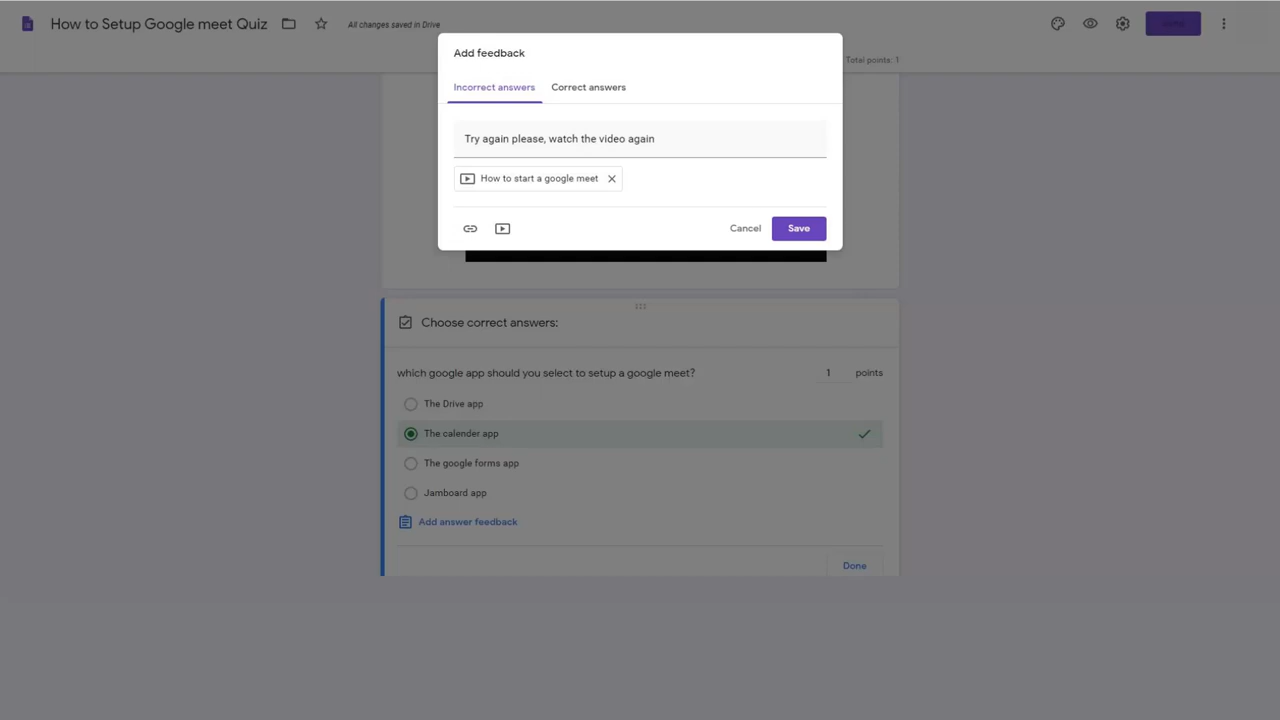 How to Setup Google meet Quiz
All changes saved in Drive
Total points: 1
Add feedback
Incorrect answers
Correct answers
Try again please, watch the video again
How to start a google meet
Cancel
Save
Choose correct answers:
which google app should you select to setup a google meet?
1 points
The Drive app
The calender app
The google forms app
Jamboard app
Add answer feedback
Done